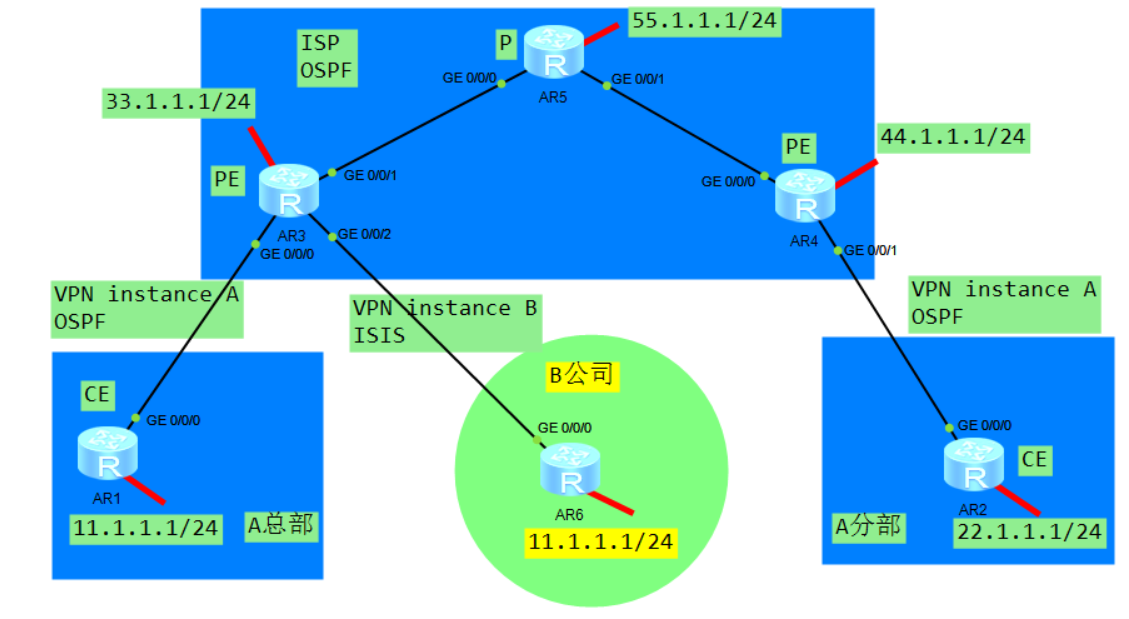 55.1.1.1/24
ISP
OSPF
P
GE 0/0/0
GE 0/0/1
AR5
33.1.1.1/24
44.1.1.1/24
PE
PE
GE 0/0/1
GE 0/0/0
R
R
R
AR3
GE 0/0/2
AR4
GE 0/0/0
GE 0/0/1
VPN instance A
OSPF
VPN instance B
ISIS
VPN instance A
OSPF
B公司
CE
GE 0/0/0
GE 0/0/0
GE 0/0/0
R
R
R
CE
AR1
AR6
AR2
11.1.1.1/24
A总部
11.1.1.1/24
A分部
22.1.1.1/24